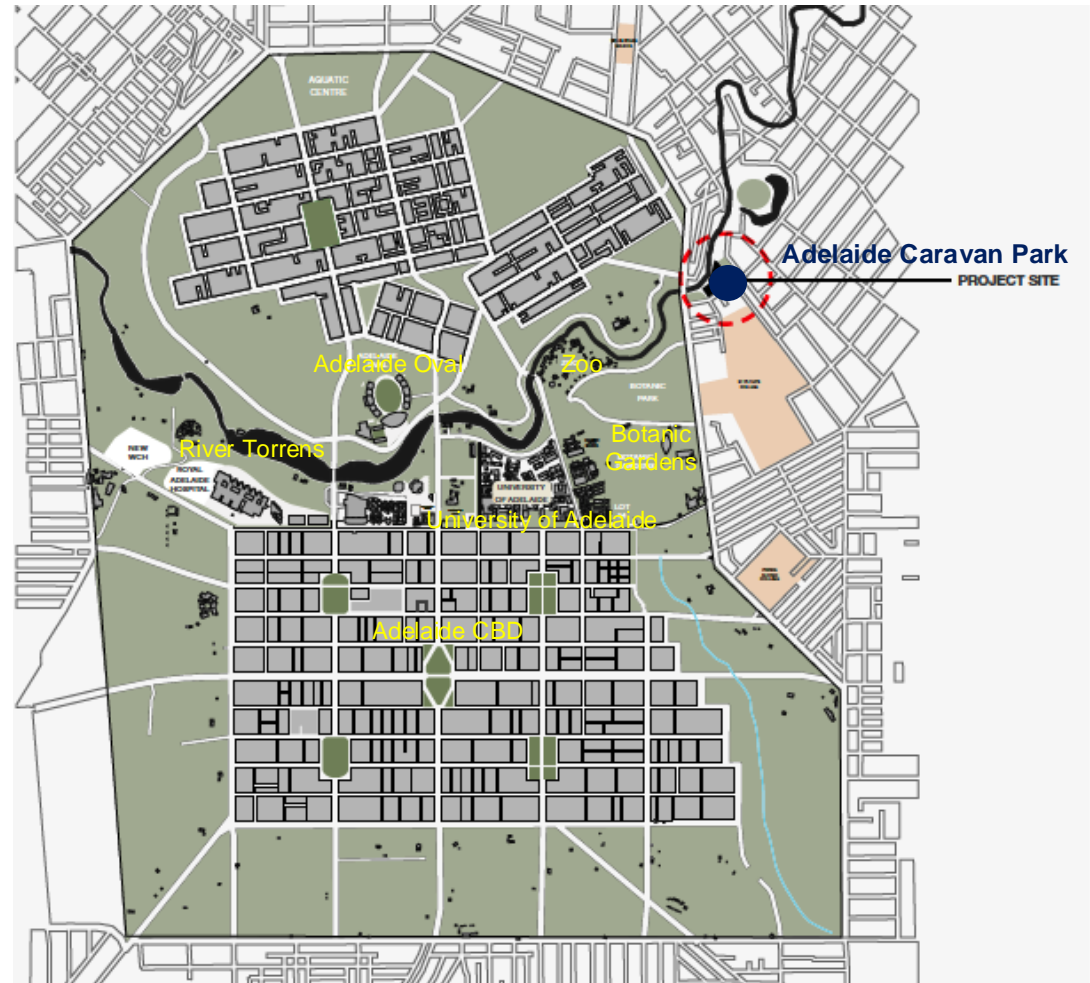 AQUATIC
CENTRE
Adelaide Caravan Park
PROJECT SITE
Adelaide Oval
Zoo
BOTANIC
PARK
River Torrens
Botanic
Gardens
NEW
WCH
ROYAL
ADELAIDE
HOSPITAL
UNIVERSITY
OF ADELAIDE
LOT
University of Adelaide
Adelaide CBD